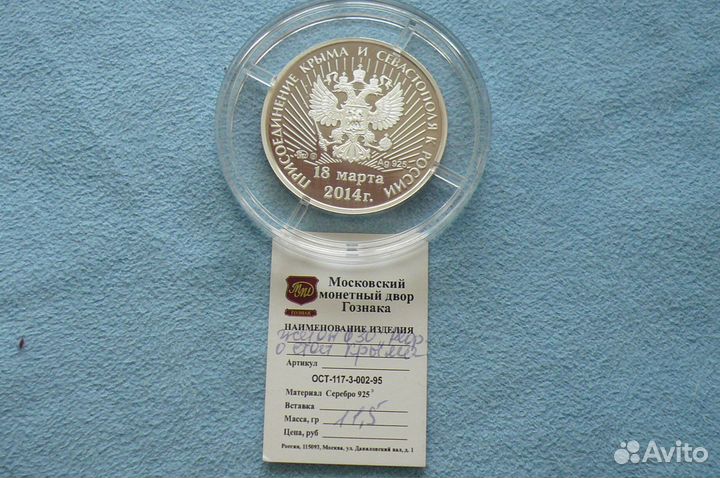 ПРИСОЕДИНЕНИЕ КРЫМА И СЕВАСТОПОЛЯ К РОССИИ
Ag 925
18 марта
2014г.
ММД
ГОЗНАК
Московский
монетный двор
Гознака
НАИМЕНОВАНИЕ ИЗДЕЛИЯ
жетон
Крыма
Артикул
ОСТ-117-3-002-95
Материал Серебро 925°
Вставка
Масса, гр 11,5
Цена, руб
Россия, 115093, Москва, ул. Даниловский вал, д. 1
Avito